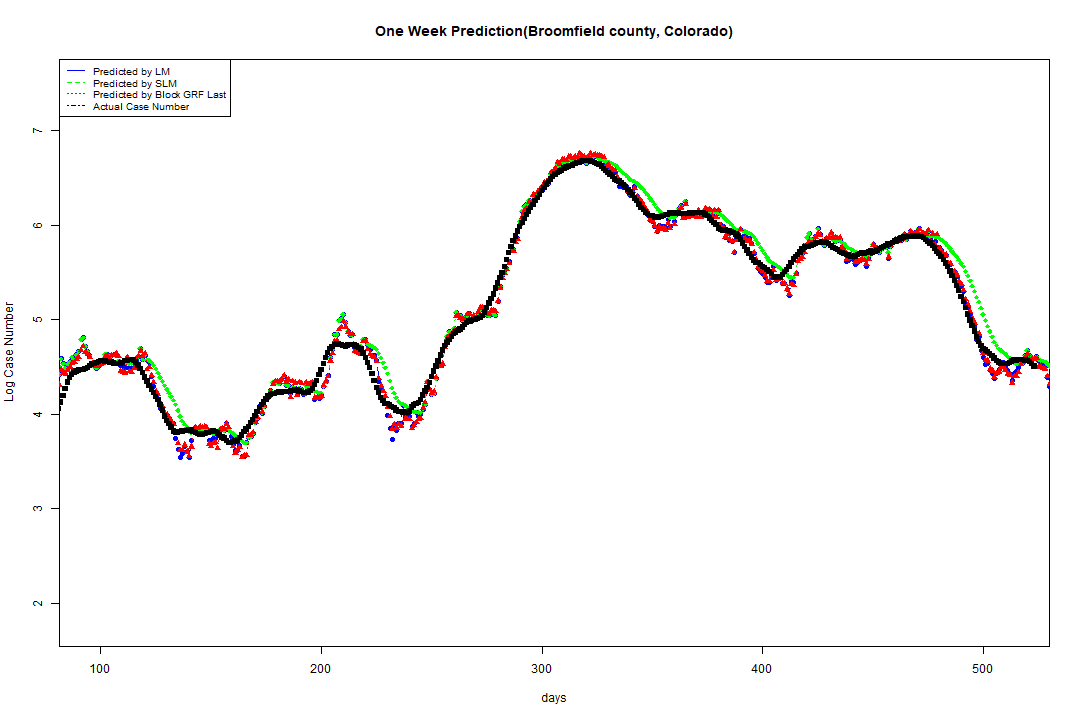 One Week Prediction(Broomfield county, Colorado)
Predicted by LM
Predicted by SLM
Predicted by Block GRF Last
Actual Case Number
7
6
5
4
3
2
Log Case Number
100 200 300 400 500
days